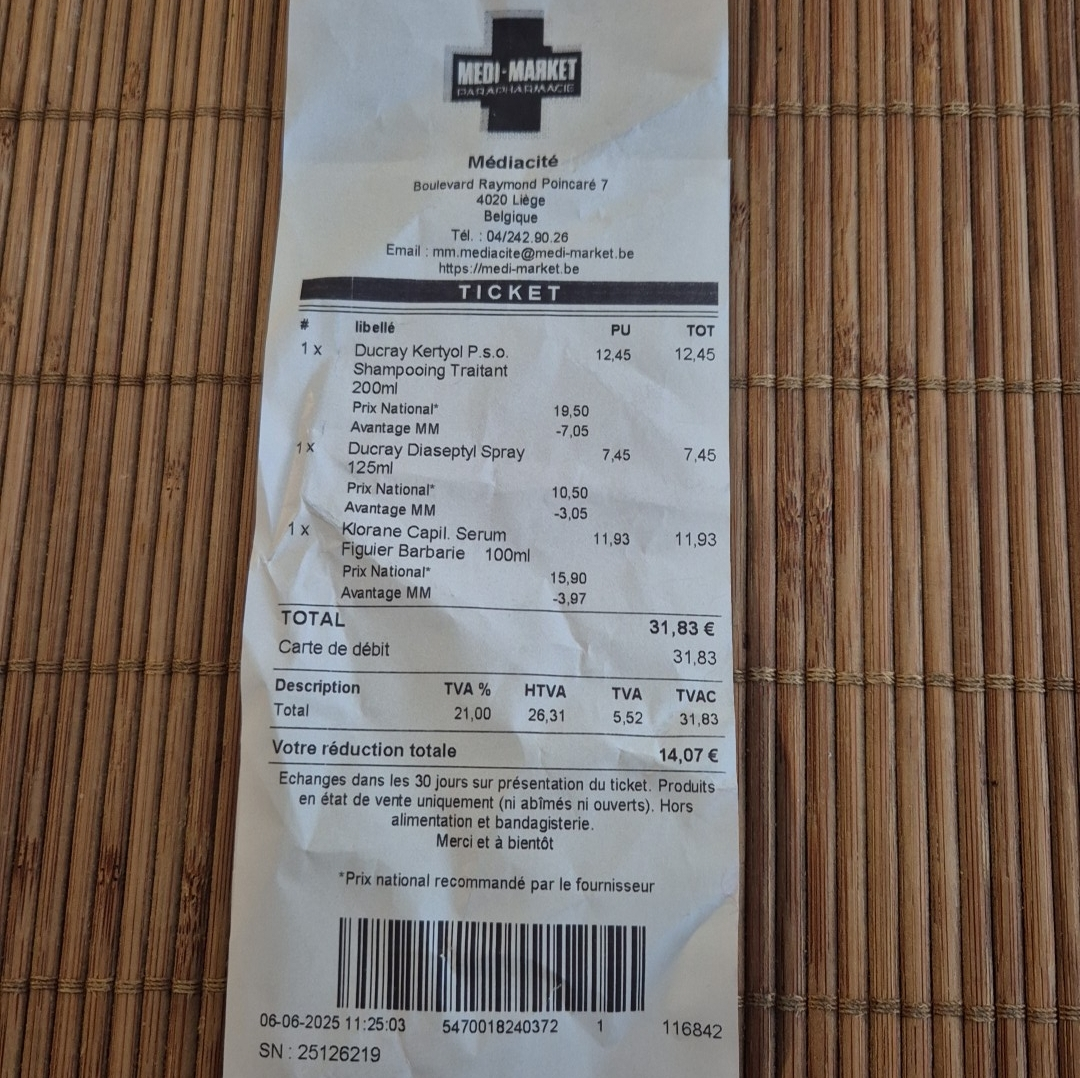 MEDI-MARKET
PARAPHARMACIE
Médiacité
Boulevard Raymond Poincaré 7
4020 Liège
Belgique
Tél. : 04/242.90.26
Email : mm.mediacite@medi-market.be
https://medi-market.be
TICKET
# libellé PU TOT
1 x Ducray Kertyol P.s.o. 12,45 12,45
Shampooing Traitant
200ml
Prix National* 19,50
Avantage MM -7,05
1 x Ducray Diaseptyl Spray 7,45 7,45
125ml
Prix National* 10,50
Avantage MM -3,05
1 x Klorane Capil. Serum 11,93 11,93
Figuier Barbarie 100ml
Prix National* 15,90
Avantage MM -3,97
TOTAL 31,83 €
Carte de débit 31,83
Description TVA % HTVA TVA TVAC
Total 21,00 26,31 5,52 31,83
Votre réduction totale 14,07 €
Echanges dans les 30 jours sur présentation du ticket. Produits
en état de vente uniquement (ni abîmés ni ouverts). Hors
alimentation et bandagisterie.
Merci et à bientôt
*Prix national recommandé par le fournisseur
06-06-2025 11:25:03 5470018240372 1 116842
SN : 25126219